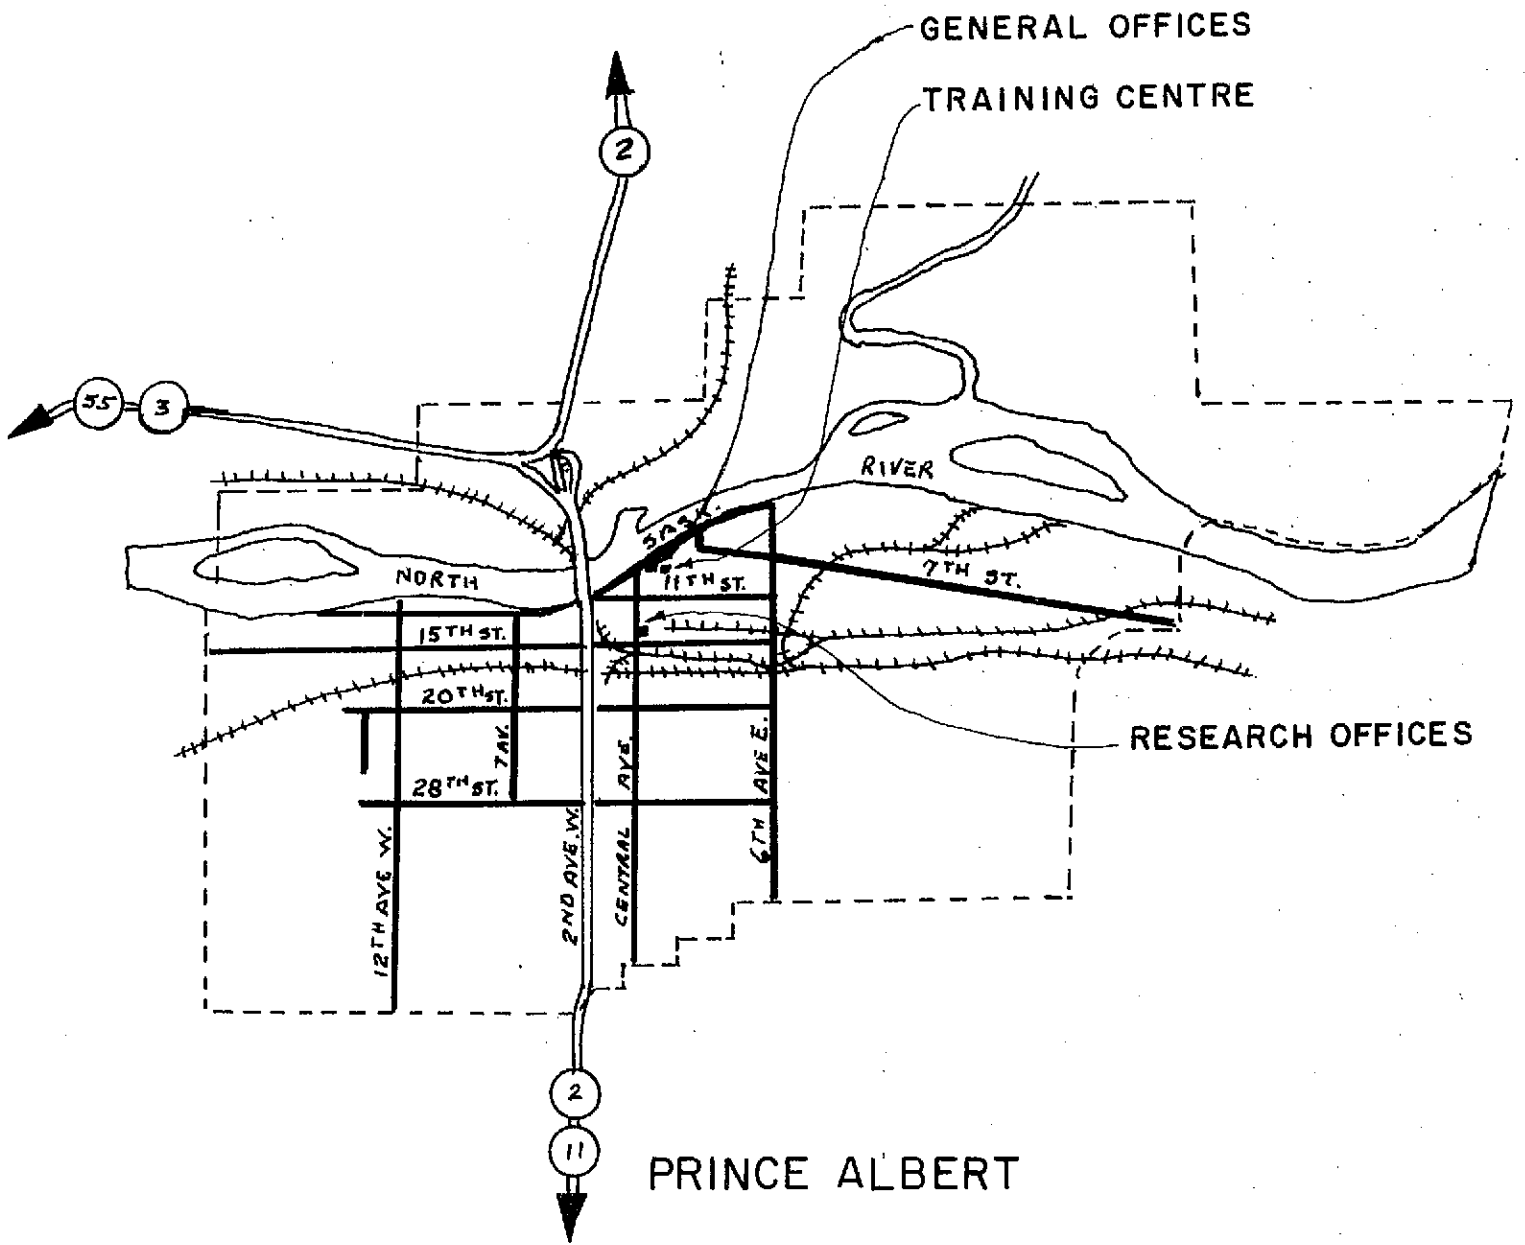 GENERAL OFFICES
TRAINING CENTRE
2
55
3
RIVER
SASK.
NORTH
7TH ST.
11TH ST.
15TH ST.
20TH ST.
7 AV.
28TH ST.
RESEARCH OFFICES
12TH AVE W.
2ND AVE. W.
CENTRAL AVE.
6TH AVE E.
2
11
PRINCE ALBERT